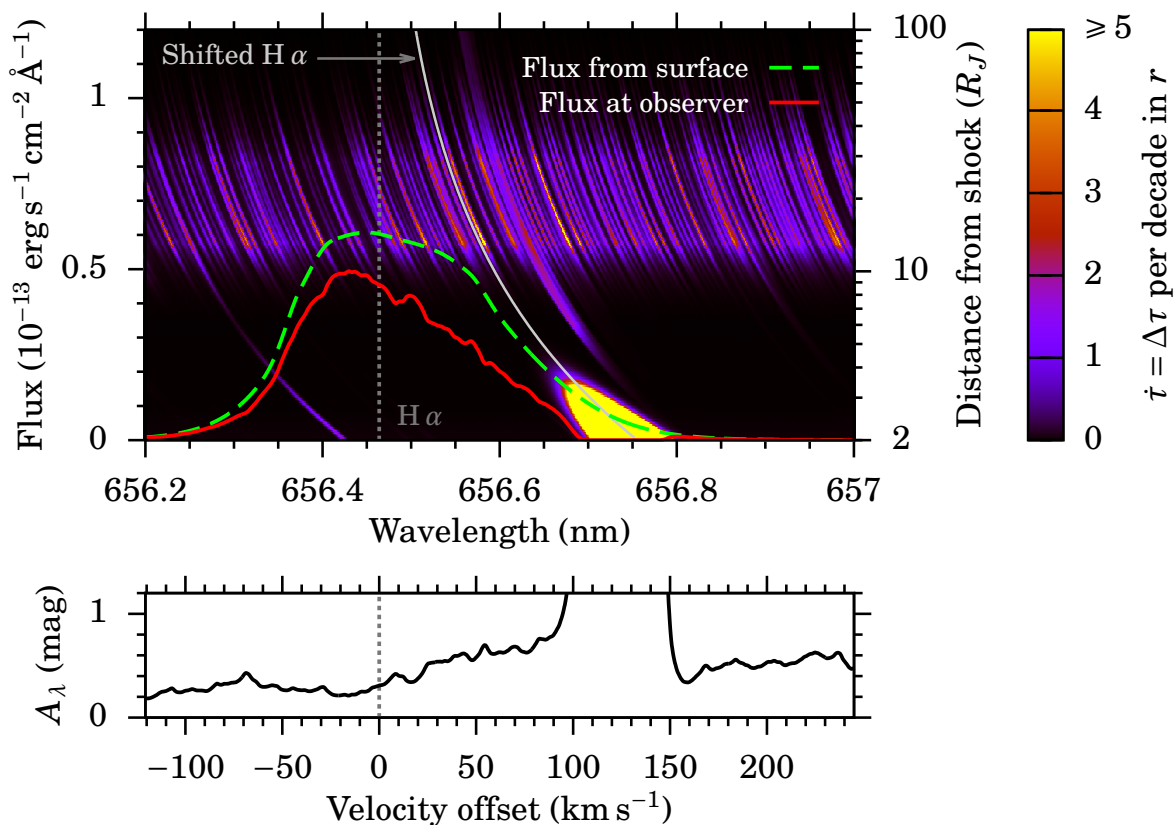 Shifted H α
Flux from surface
Flux at observer
H α
Flux (10⁻¹³ erg s⁻¹ cm⁻² Å⁻¹)
0
0.5
1
656.2 656.4 656.6 656.8 657
Wavelength (nm)
2
10
100
Distance from shock (R_J)
⩾ 5
4
3
2
1
0
τ̇ = Δτ per decade in r
A_λ (mag)
1
0
−100 −50 0 50 100 150 200
Velocity offset (km s⁻¹)